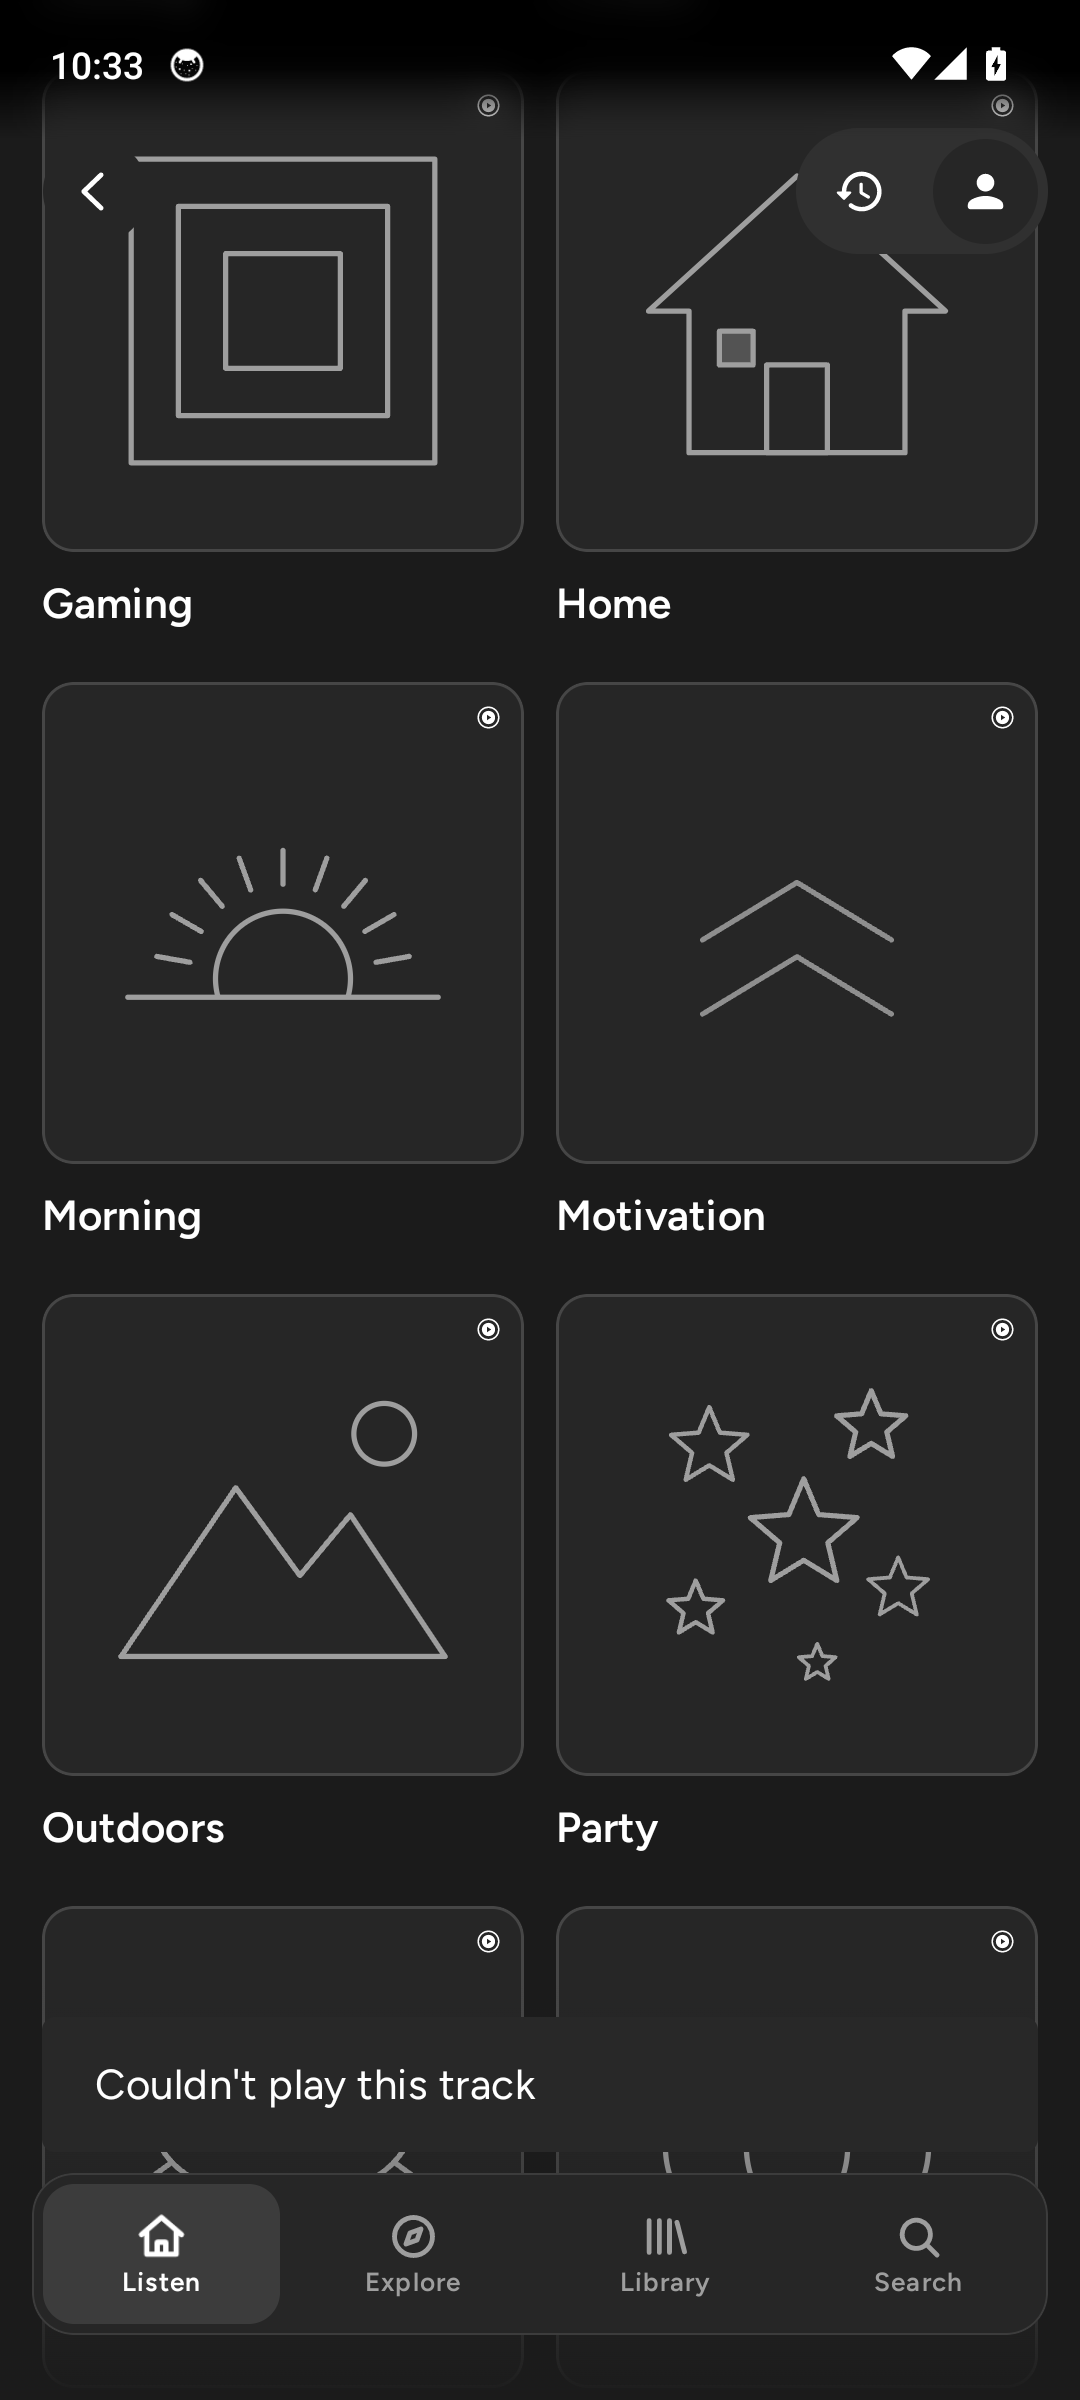 10:33
Gaming
Home
Morning
Motivation
Outdoors
Party
Couldn't play this track
Listen
Explore
Library
Search